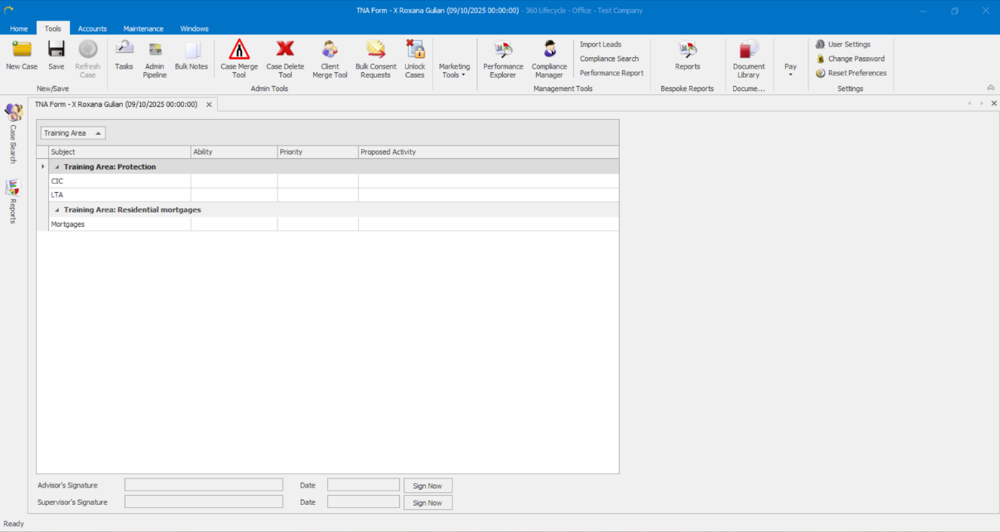 TNA Form - X Roxana Gulian (09/10/2025 00:00:00) - 360 Lifecycle - Office - Test Company
Home Tools Accounts Maintenance Windows
New Case Save Refresh Case Tasks Admin Pipeline Bulk Notes Case Merge Tool Case Delete Tool Client Merge Tool Bulk Consent Requests Unlock Cases Marketing Tools Performance Explorer Compliance Manager
Import Leads
Compliance Search
Performance Report
Reports Document Library Pay
User Settings
Change Password
Reset Preferences
New/Save Admin Tools Management Tools Bespoke Reports Docume... Settings
Case Search
Reports
TNA Form - X Roxana Gulian (09/10/2025 00:00:00)
Training Area
Subject Ability Priority Proposed Activity
Training Area: Protection
CIC
LTA
Training Area: Residential mortgages
Mortgages
Advisor's Signature Date Sign Now
Supervisor's Signature Date Sign Now
Ready